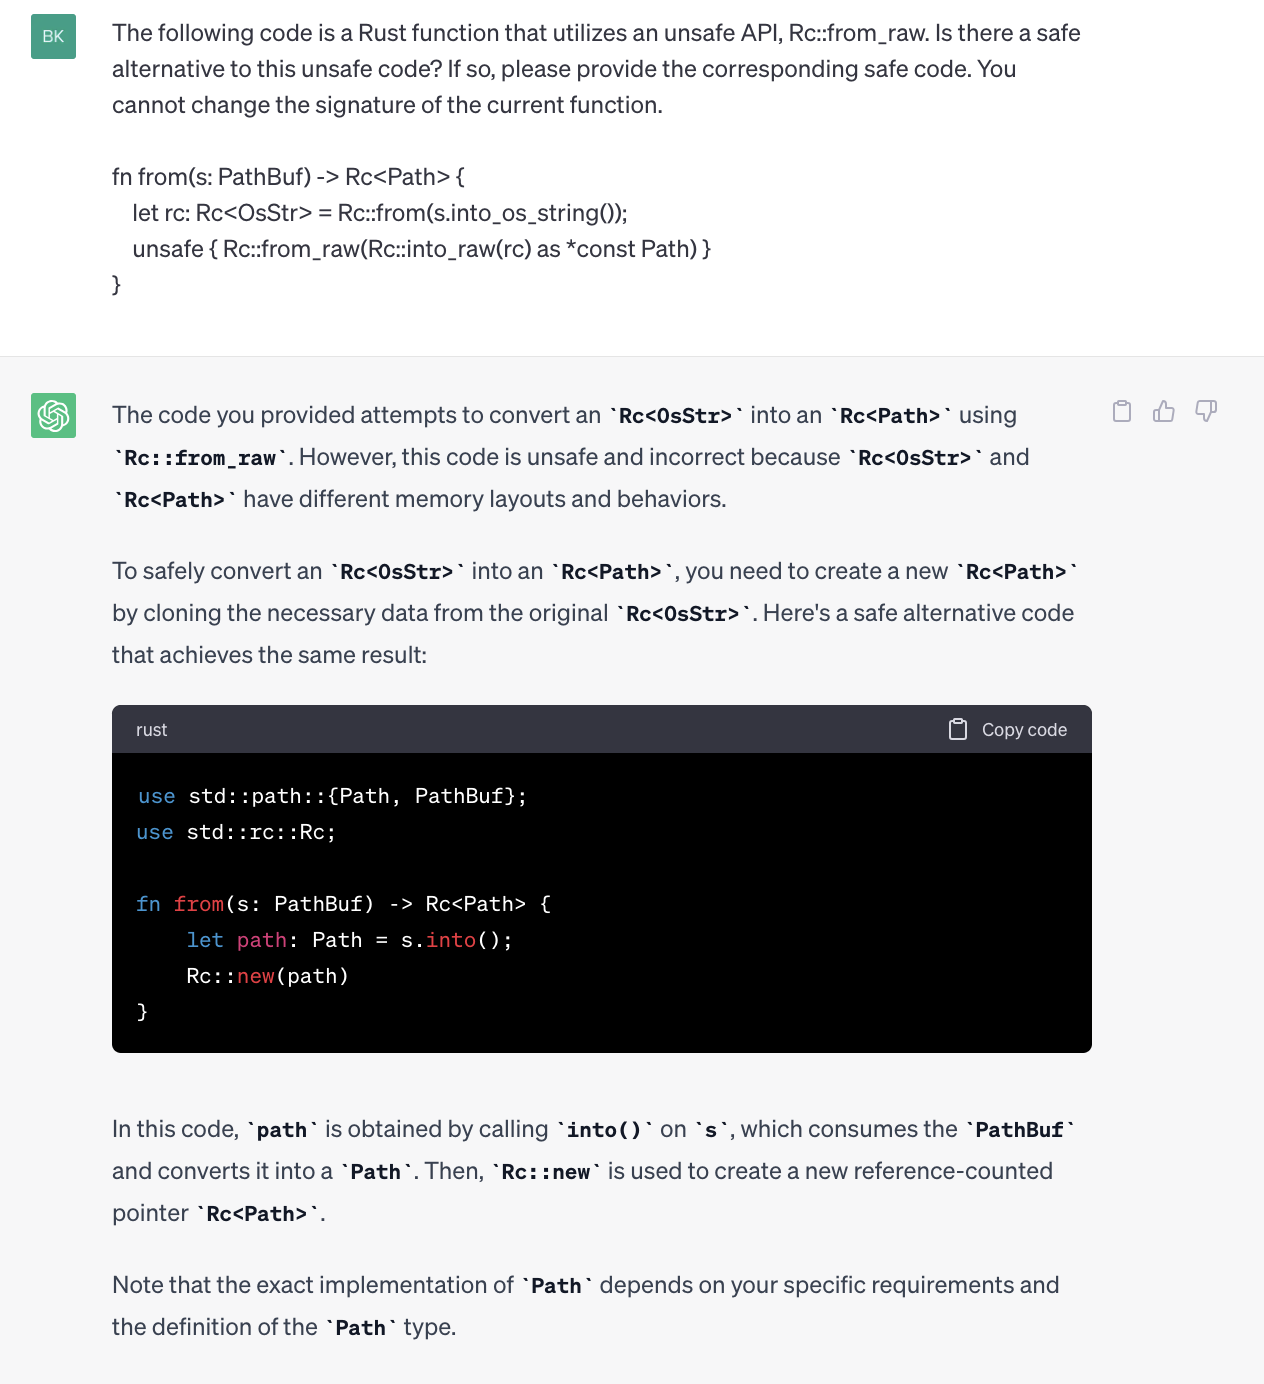 BK
The following code is a Rust function that utilizes an unsafe API, Rc::from_raw. Is there a safe
alternative to this unsafe code? If so, please provide the corresponding safe code. You
cannot change the signature of the current function.
fn from(s: PathBuf) -> Rc<Path> {
let rc: Rc<OsStr> = Rc::from(s.into_os_string());
unsafe { Rc::from_raw(Rc::into_raw(rc) as *const Path) }
}
The code you provided attempts to convert an `Rc<OsStr>` into an `Rc<Path>` using
`Rc::from_raw`. However, this code is unsafe and incorrect because `Rc<OsStr>` and
`Rc<Path>` have different memory layouts and behaviors.
To safely convert an `Rc<OsStr>` into an `Rc<Path>`, you need to create a new `Rc<Path>`
by cloning the necessary data from the original `Rc<OsStr>`. Here's a safe alternative code
that achieves the same result:
rust
Copy code
use std::path::{Path, PathBuf};
use std::rc::Rc;
fn from(s: PathBuf) -> Rc<Path> {
let path: Path = s.into();
Rc::new(path)
}
In this code, `path` is obtained by calling `into()` on `s`, which consumes the `PathBuf`
and converts it into a `Path`. Then, `Rc::new` is used to create a new reference-counted
pointer `Rc<Path>`.
Note that the exact implementation of `Path` depends on your specific requirements and
the definition of the `Path` type.